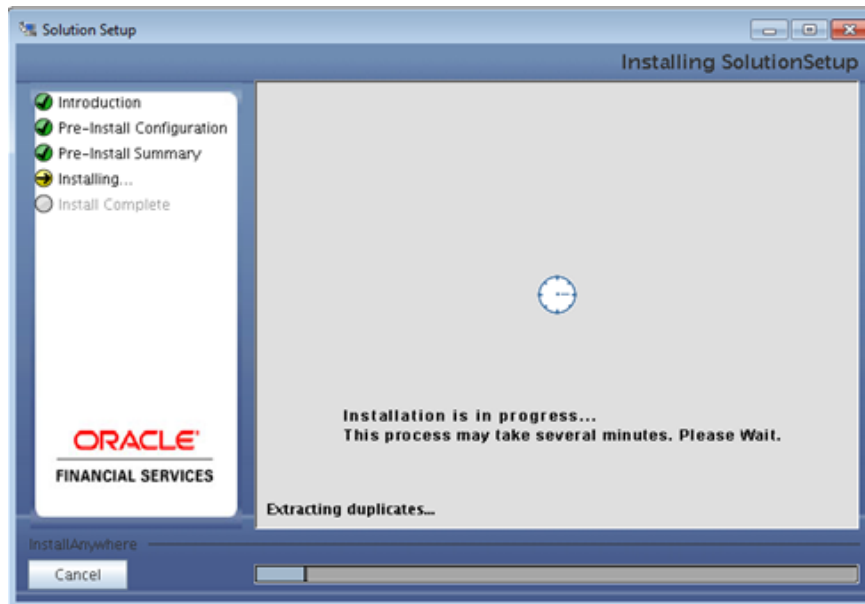 Solution Setup
Installing SolutionSetup
Introduction
Pre-Install Configuration
Pre-Install Summary
Installing...
Install Complete
Installation is in progress...
This process may take several minutes. Please Wait.
ORACLE
FINANCIAL SERVICES
Extracting duplicates...
InstallAnywhere
Cancel